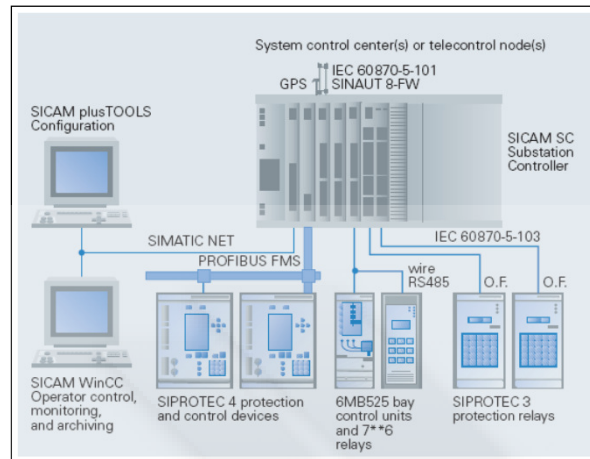 System control center(s) or telecontrol node(s)
IEC 60870-5-101
GPS
SINAUT 8-FW
SICAM plusTOOLS
Configuration
SICAM SC
Substation
Controller
IEC 60870-5-103
SIMATIC NET
PROFIBUS FMS
wire
RS485
O.F.
O.F.
SICAM WinCC
Operator control,
monitoring,
and archiving
SIPROTEC 4 protection
and control devices
6MB525 bay
control units
and 7**6
relays
SIPROTEC 3
protection relays